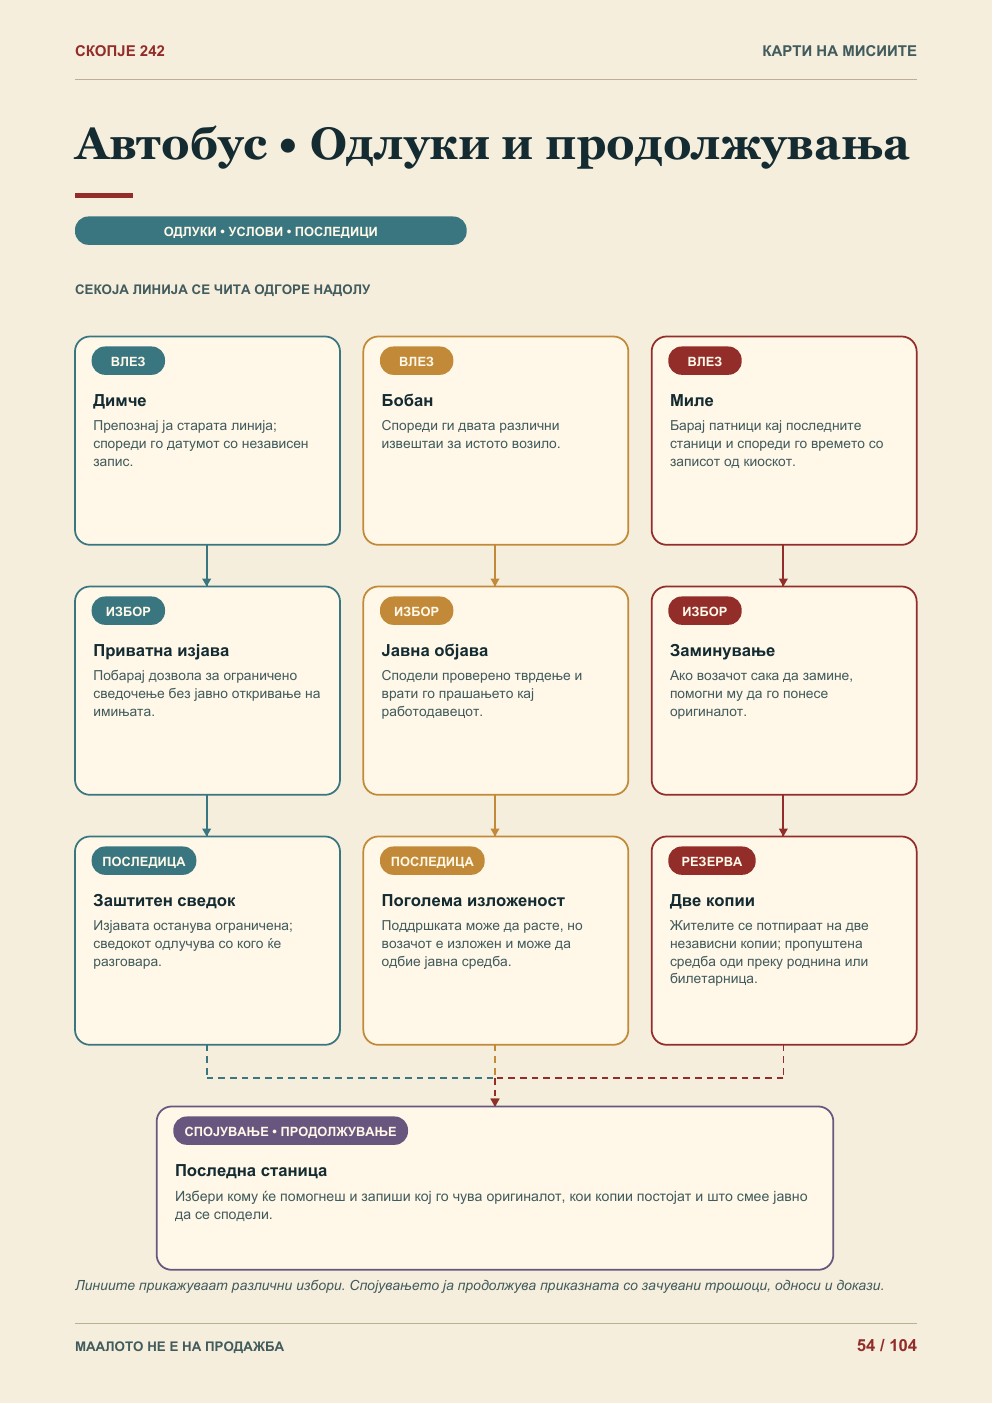 СКОПЈЕ 242
КАРТИ НА МИСИИТЕ
Автобус • Одлуки и продолжувања
ОДЛУКИ • УСЛОВИ • ПОСЛЕДИЦИ
СЕКОЈА ЛИНИЈА СЕ ЧИТА ОДГОРЕ НАДОЛУ
ВЛЕЗ
Димче
Препознај ја старата линија;
спореди го датумот со независен
запис.
ВЛЕЗ
Бобан
Спореди ги двата различни
извештаи за истото возило.
ВЛЕЗ
Миле
Барај патници кај последните
станици и спореди го времето со
записот од киоскот.
ИЗБОР
Приватна изјава
Побарај дозвола за ограничено
сведочење без јавно откривање на
имињата.
ИЗБОР
Јавна објава
Сподели проверено тврдење и
врати го прашањето кај
работодавецот.
ИЗБОР
Заминување
Ако возачот сака да замине,
помогни му да го понесе
оригиналот.
ПОСЛЕДИЦА
Заштитен сведок
Изјавата останува ограничена;
сведокот одлучува со кого ќе
разговара.
ПОСЛЕДИЦА
Поголема изложеност
Поддршката може да расте, но
возачот е изложен и може да
одбие јавна средба.
РЕЗЕРВА
Две копии
Жителите се потпираат на две
независни копии; пропуштена
средба оди преку роднина или
билетарница.
СПОЈУВАЊЕ • ПРОДОЛЖУВАЊЕ
Последна станица
Избери кому ќе помогнеш и запиши кој го чува оригиналот, кои копии постојат и што смее јавно
да се сподели.
Линиите прикажуваат различни избори. Спојувањето ја продолжува приказната со зачувани трошоци, односи и докази.
МААЛОТО НЕ Е НА ПРОДАЖБА
54 / 104